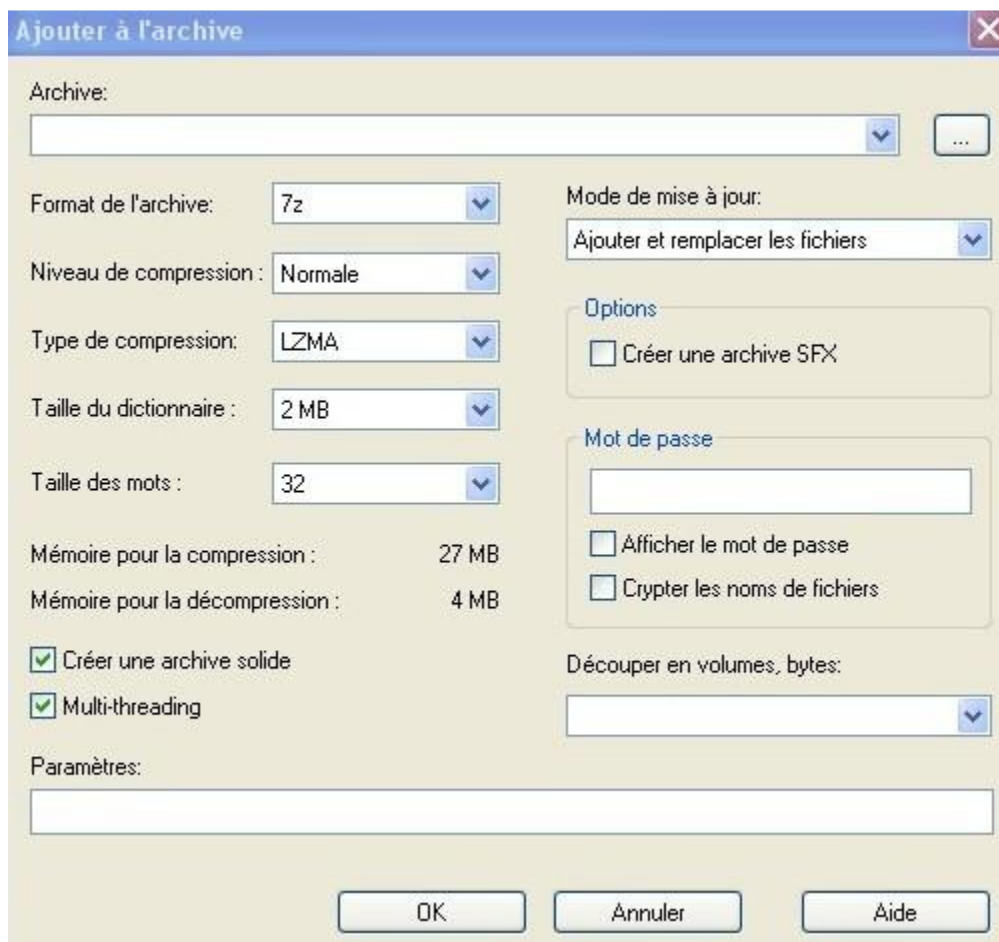 Ajouter à l'archive
Archive:
...
Format de l'archive: 7z
Niveau de compression : Normale
Type de compression: LZMA
Taille du dictionnaire : 2 MB
Taille des mots : 32
Mémoire pour la compression : 27 MB
Mémoire pour la décompression : 4 MB
Créer une archive solide
Multi-threading
Mode de mise à jour:
Ajouter et remplacer les fichiers
Options
Créer une archive SFX
Mot de passe
Afficher le mot de passe
Crypter les noms de fichiers
Découper en volumes, bytes:
Paramètres:
OK
Annuler
Aide